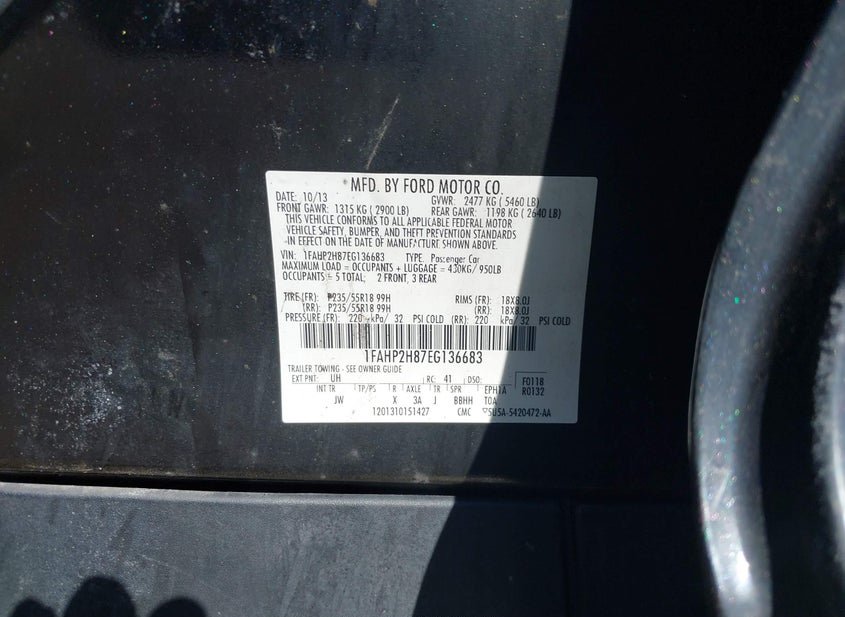 MFD. BY FORD MOTOR CO.
DATE: 10/13 GVWR: 2477 KG ( 5460 LB)
FRONT GAWR: 1315 KG ( 2900 LB) REAR GAWR: 1198 KG ( 2640 LB)
THIS VEHICLE CONFORMS TO ALL APPLICABLE FEDERAL MOTOR
VEHICLE SAFETY, BUMPER, AND THEFT PREVENTION STANDARDS
IN EFFECT ON THE DATE OF MANUFACTURE SHOWN ABOVE.
VIN: 1FAHP2H87EG136683 TYPE: Passenger Car
MAXIMUM LOAD = OCCUPANTS + LUGGAGE = 430KG/ 950LB
OCCUPANTS = 5 TOTAL; 2 FRONT, 3 REAR
TIRE (FR): P235/55R18 99H RIMS (FR): 18X8.0J
(RR): P235/55R18 99H (RR): 18X8.0J
PRESSURE (FR): 220 kPa/ 32 PSI COLD (RR): 220 kPa/ 32 PSI COLD
1FAHP2H87EG136683
TRAILER TOWING - SEE OWNER GUIDE
EXT PNT: UH RC: 41 DSO: F0118
INT TR TP/PS R AXLE TR SPR EPH1A R0132
JW X 3A J BBHH TOA
1201310151427 CMC 5U5A-5420472-AA